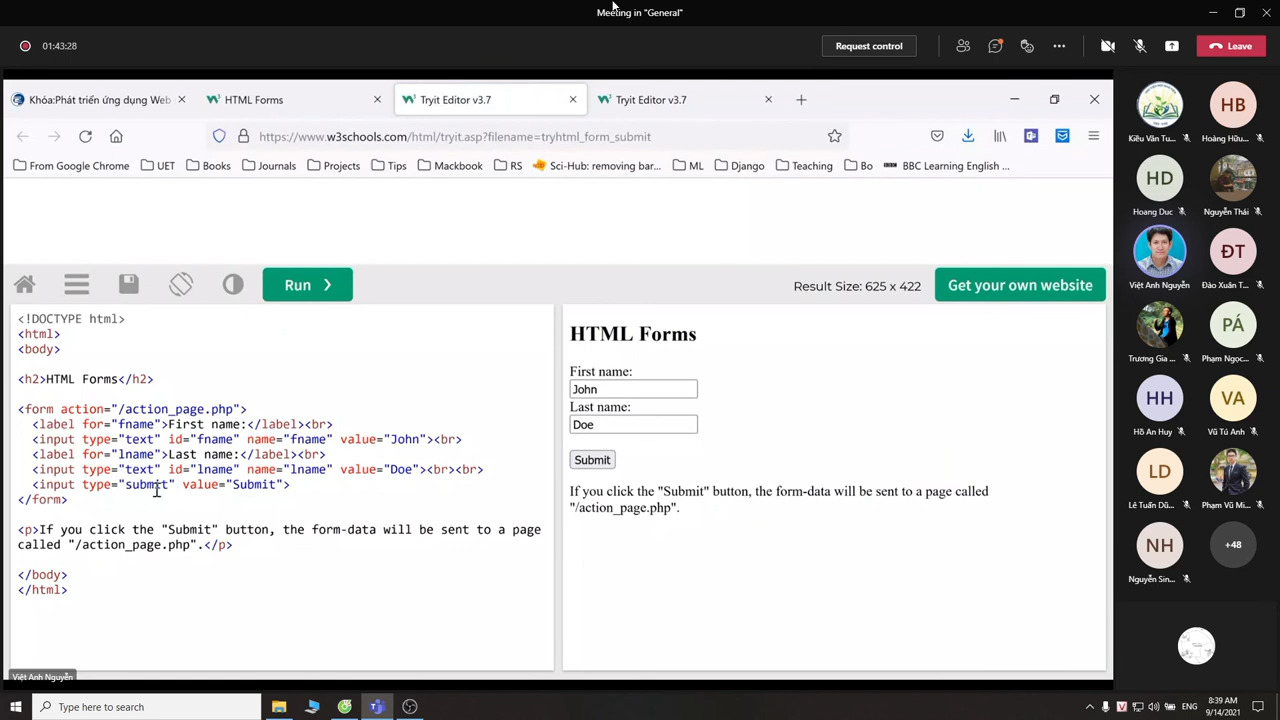 Meeting in "General"
01:43:28
Request control
Leave
Khóa:Phát triển ứng dụng Web
HTML Forms
Tryit Editor v3.7
Tryit Editor v3.7
https://www.w3schools.com/html/tryit.asp?filename=tryhtml_form_submit
From Google Chrome
UET
Books
Journals
Projects
Tips
Mackbook
RS
Sci-Hub: removing bar...
ML
Django
Teaching
Bo
BBC
BBC Learning English ...
Run ❯
Result Size: 625 x 422
Get your own website
<!DOCTYPE html>
<html>
<body>
<h2>HTML Forms</h2>
<form action="/action_page.php">
<label for="fname">First name:</label><br>
<input type="text" id="fname" name="fname" value="John"><br>
<label for="lname">Last name:</label><br>
<input type="text" id="lname" name="lname" value="Doe"><br><br>
<input type="submit" value="Submit">
</form>
<p>If you click the "Submit" button, the form-data will be sent to a page
called "/action_page.php".</p>
</body>
</html>
HTML Forms
First name:
John
Last name:
Doe
Submit
If you click the "Submit" button, the form-data will be sent to a page called
"/action_page.php".
Việt Anh Nguyễn
Kiều Văn Tu...
HB
Hoàng Hữu...
HD
Hoang Duc
Nguyễn Thái
Việt Anh Nguyễn
ĐT
Đào Xuân T...
Trương Gia ...
PÁ
Phạm Ngọc...
HH
Hồ An Huy
VA
Vũ Tú Anh
LD
Lê Tuấn Dũ...
Phạm Vũ Mi...
NH
Nguyễn Sin...
+48
Type here to search
V
ENG
8:39 AM
9/14/2021